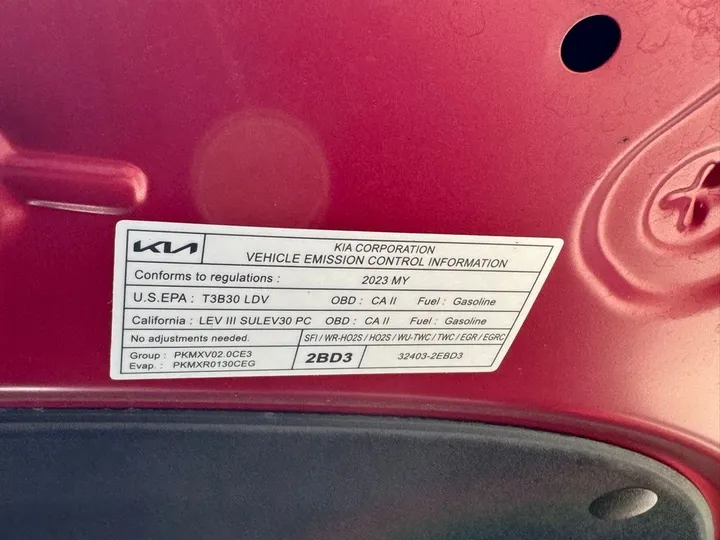 KIA
KIA CORPORATION
VEHICLE EMISSION CONTROL INFORMATION
Conforms to regulations : 2023 MY
U.S.EPA : T3B30 LDV OBD : CA II Fuel : Gasoline
California : LEV III SULEV30 PC OBD : CA II Fuel : Gasoline
No adjustments needed. SFI / WR-HO2S / HO2S / WU-TWC / TWC / EGR / EGRC
Group : PKMXV02.0CE3
Evap. : PKMXR0130CEG
2BD3 32403-2EBD3